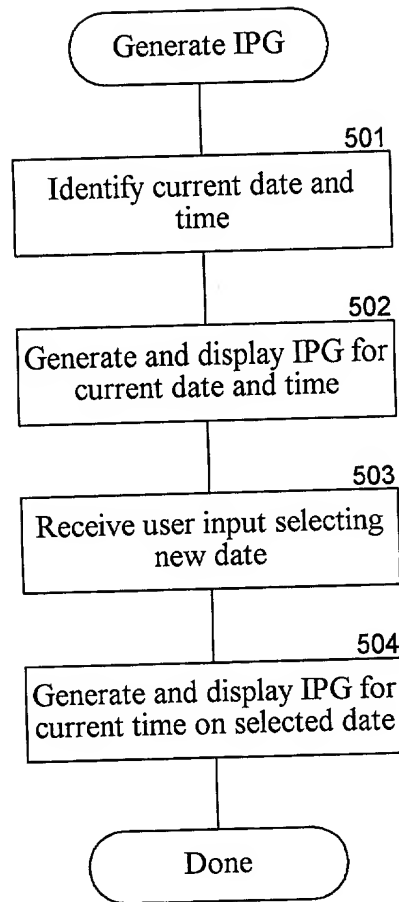 Generate IPG
501
Identify current date and
time
502
Generate and display IPG for
current date and time
503
Receive user input selecting
new date
504
Generate and display IPG for
current time on selected date
Done